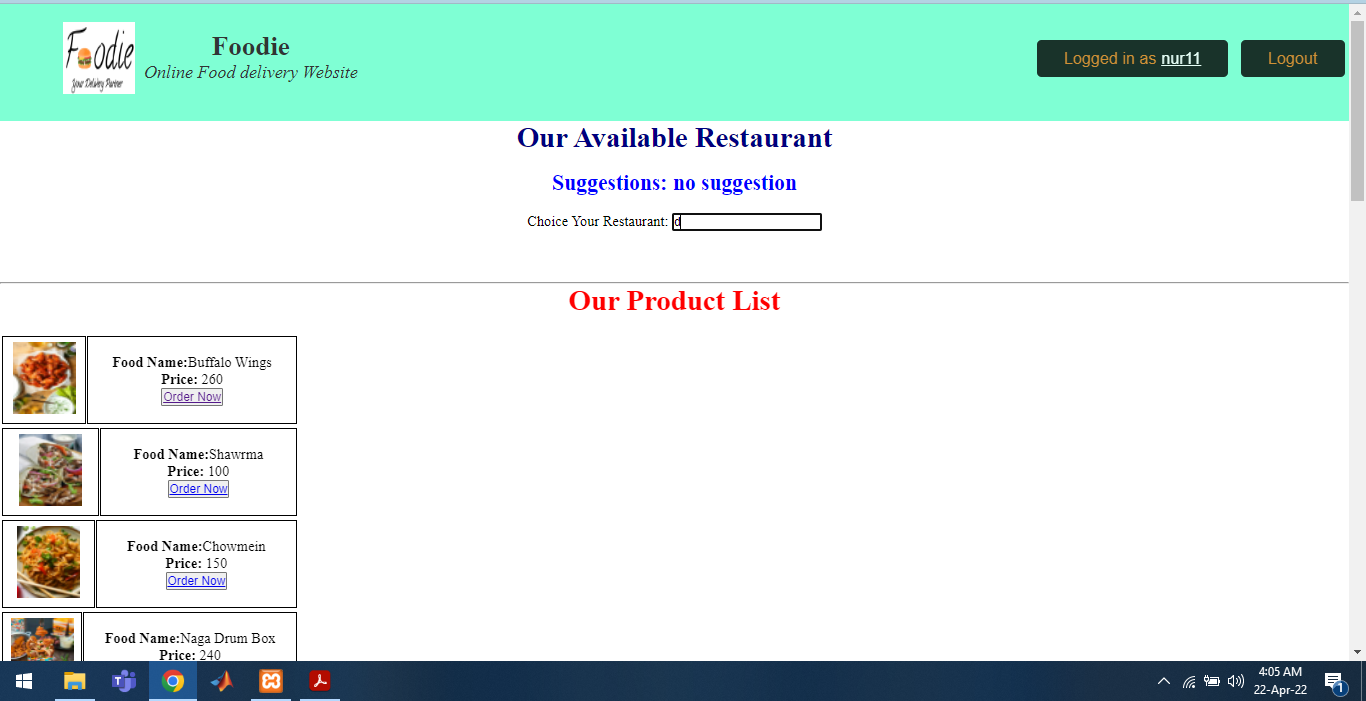 Foodie
Your Delivery Partner
Foodie
Online Food delivery Website
Logged in as nur11
Logout
Our Available Restaurant
Suggestions: no suggestion
Choice Your Restaurant: d
Our Product List
Food Name:Buffalo Wings
Price: 260
Order Now
Food Name:Shawrma
Price: 100
Order Now
Food Name:Chowmein
Price: 150
Order Now
Food Name:Naga Drum Box
Price: 240
4:05 AM
22-Apr-22
1